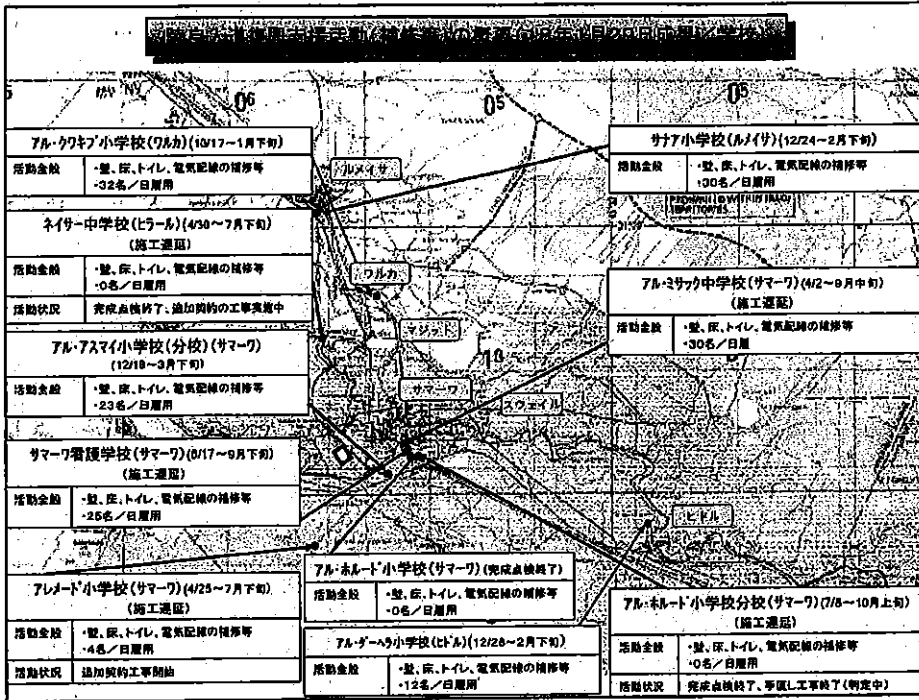 06
05
05
10
アル・クワキブ小学校(ワルカ)(10/17~1月下旬)
活動全般
・壁、床、トイレ、電気配線の補修等
・32名/日雇用
ネイサー中学校(ヒラール)(4/30~7月下旬)
(施工遅延)
活動全般
・壁、床、トイレ、電気配線の補修等
・0名/日雇用
活動状況
完成点検終了、追加契約の工事実施中
アル・アスマイ小学校(分校)(サマーワ)
(12/18~3月下旬)
活動全般
・壁、床、トイレ、電気配線の補修等
・23名/日雇用
サマーワ看護学校(サマーワ)(8/17~9月下旬)
(施工遅延)
活動全般
・壁、床、トイレ、電気配線の補修等
・25名/日雇用
アレメード小学校(サマーワ)(4/25~7月下旬)
(施工遅延)
活動全般
・壁、床、トイレ、電気配線の補修等
・4名/日雇用
活動状況
追加契約工事開始
ルメイサ
ワルカ
マジッド
サマーワ
スウェイル
ヒドル
サナア小学校(ルメイサ)(12/24~2月下旬)
活動全般
・壁、床、トイレ、電気配線の補修等
・30名/日雇用
アル・ミサック中学校(サマーワ)(4/2~9月中旬)
(施工遅延)
活動全般
・壁、床、トイレ、電気配線の補修等
・30名/日雇
アル・ホルード小学校(サマーワ)(完成点検終了)
活動全般
・壁、床、トイレ、電気配線の補修等
・0名/日雇用
アル・ダーヘラ小学校(ヒドル)(12/28~2月下旬)
活動全般
・壁、床、トイレ、電気配線の補修等
・12名/日雇用
アル・ホルード小学校分校(サマーワ)(7/8~10月上旬)
(施工遅延)
活動全般
・壁、床、トイレ、電気配線の補修等
・0名/日雇用
活動状況
完成点検終了、手直し工事終了(判定中)